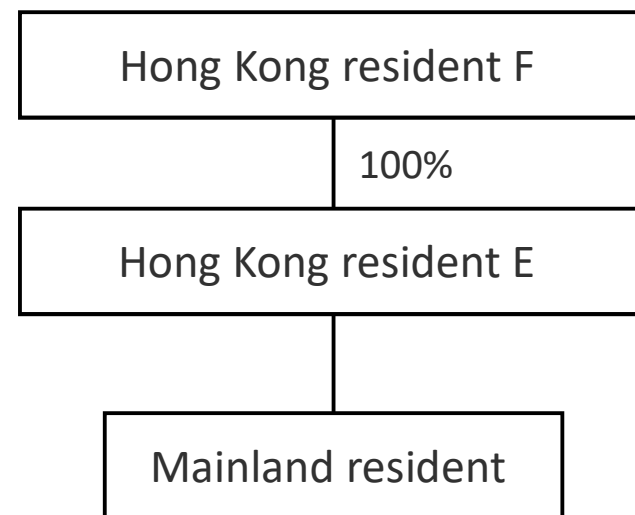 Hong Kong resident F
100%
Hong Kong resident E
Mainland resident